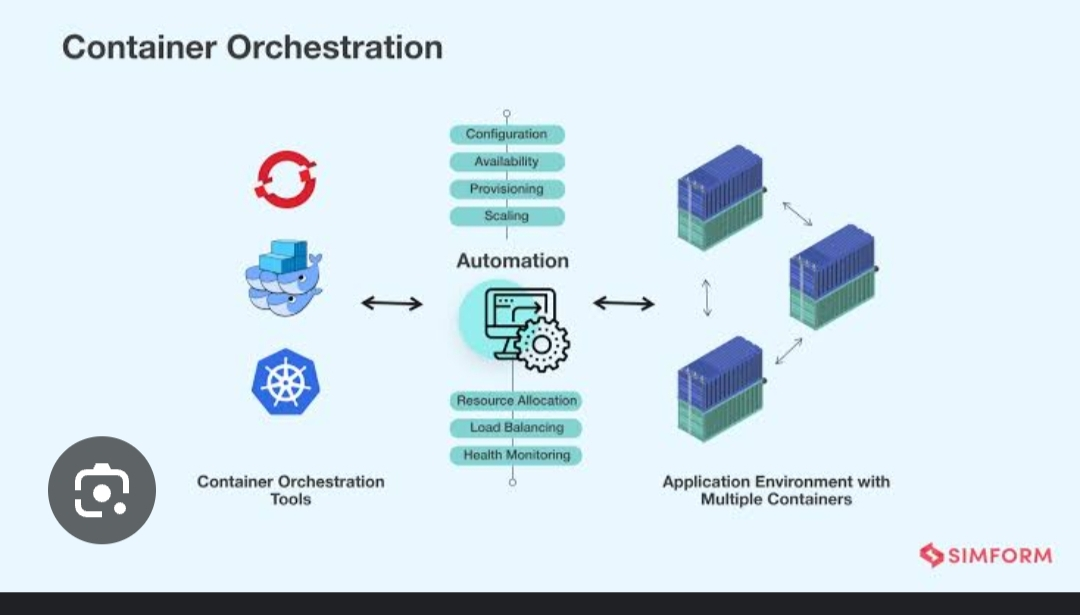 Container Orchestration
Configuration
Availability
Provisioning
Scaling
Automation
Resource Allocation
Load Balancing
Health Monitoring
Container Orchestration
Tools
Application Environment with
Multiple Containers
SIMFORM